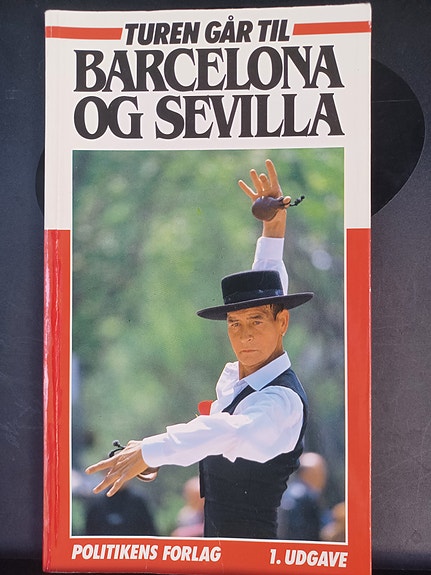 TUREN GÅR TIL
BARCELONA
OG SEVILLA
POLITIKENS FORLAG 1. UDGAVE